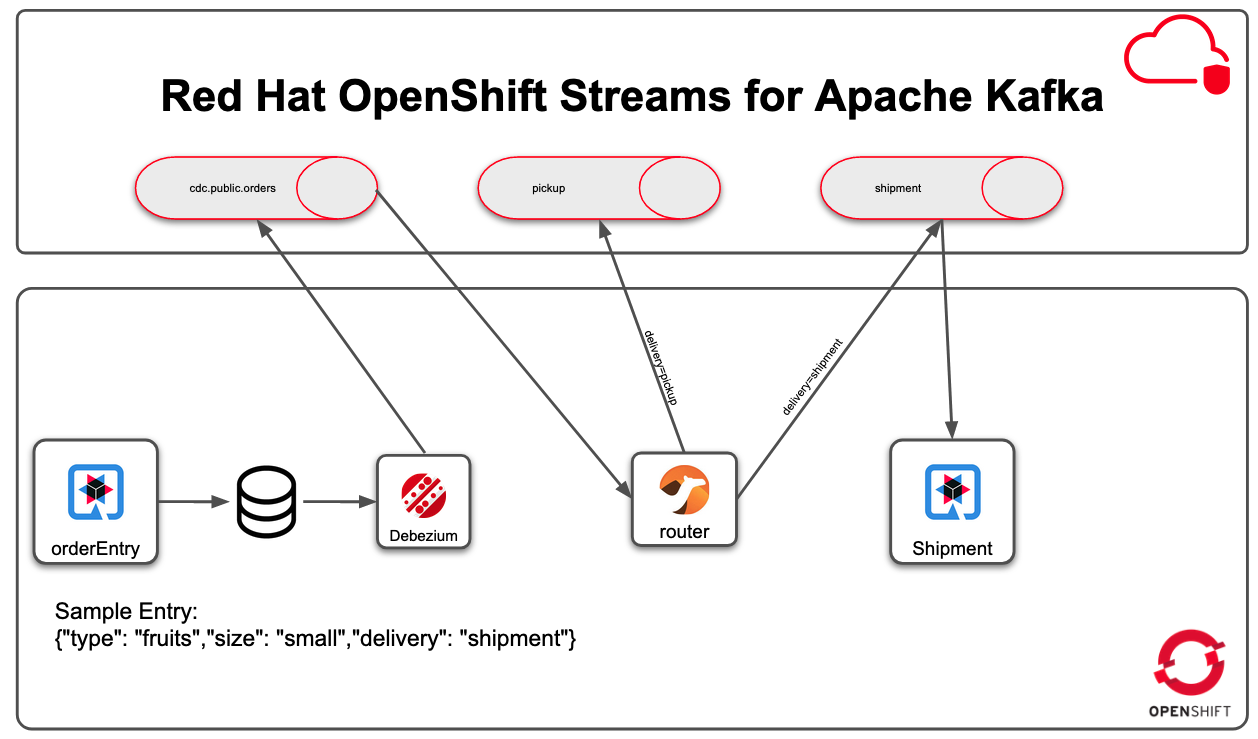 Red Hat OpenShift Streams for Apache Kafka
cdc.public.orders
pickup
shipment
delivery=pickup
delivery=shipment
orderEntry
Debezium
router
Shipment
Sample Entry:
{"type": "fruits","size": "small","delivery": "shipment"}
OPENSHIFT